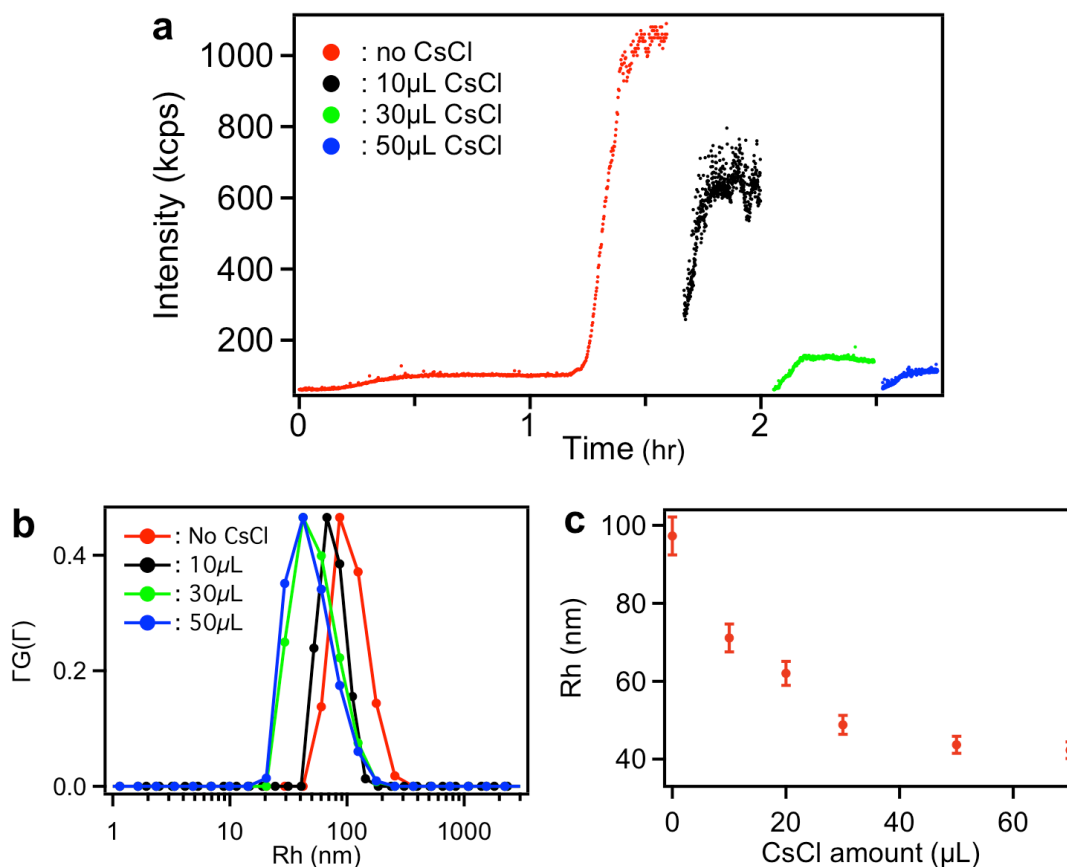 a
Intensity (kcps)
1000
800
600
400
200
: no CsCl
: 10µL CsCl
: 30µL CsCl
: 50µL CsCl
0 1 2
Time (hr)
b
ΓG(Γ)
0.4
0.2
0.0
: No CsCl
: 10µL
: 30µL
: 50µL
1 10 100 1000
Rh (nm)
c
Rh (nm)
100
80
60
40
0 20 40 60
CsCl amount (µL)